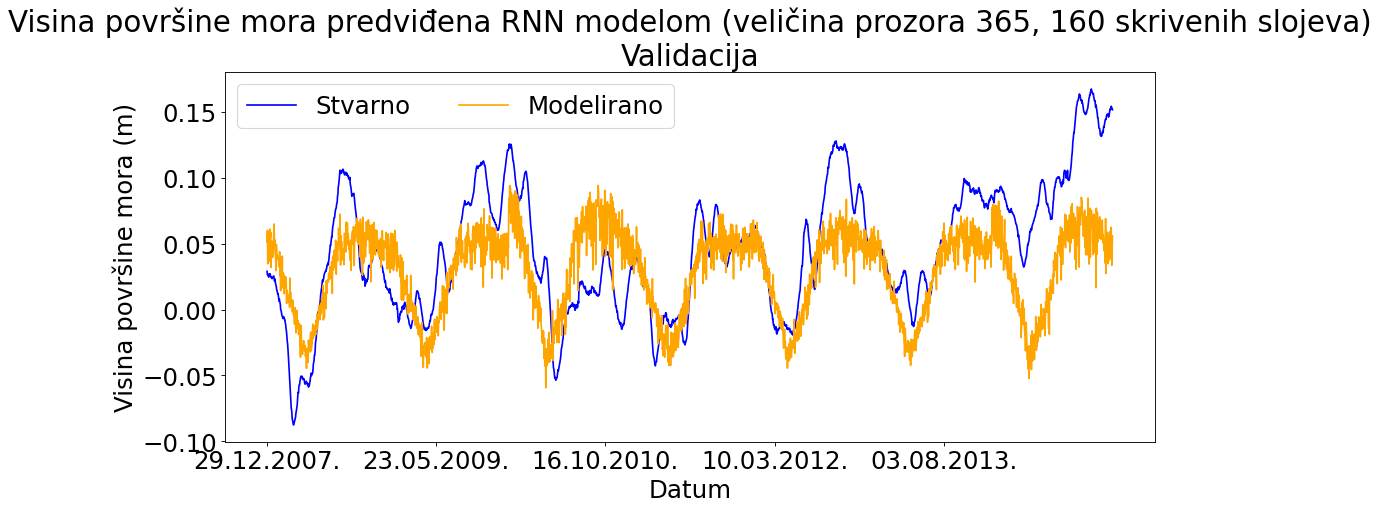 Visina površine mora predviđena RNN modelom (veličina prozora 365, 160 skrivenih slojeva)
Validacija
Stvarno
Modelirano
Visina površine mora (m)
0.15
0.10
0.05
0.00
−0.05
−0.10
29.12.2007.
23.05.2009.
16.10.2010.
10.03.2012.
03.08.2013.
Datum